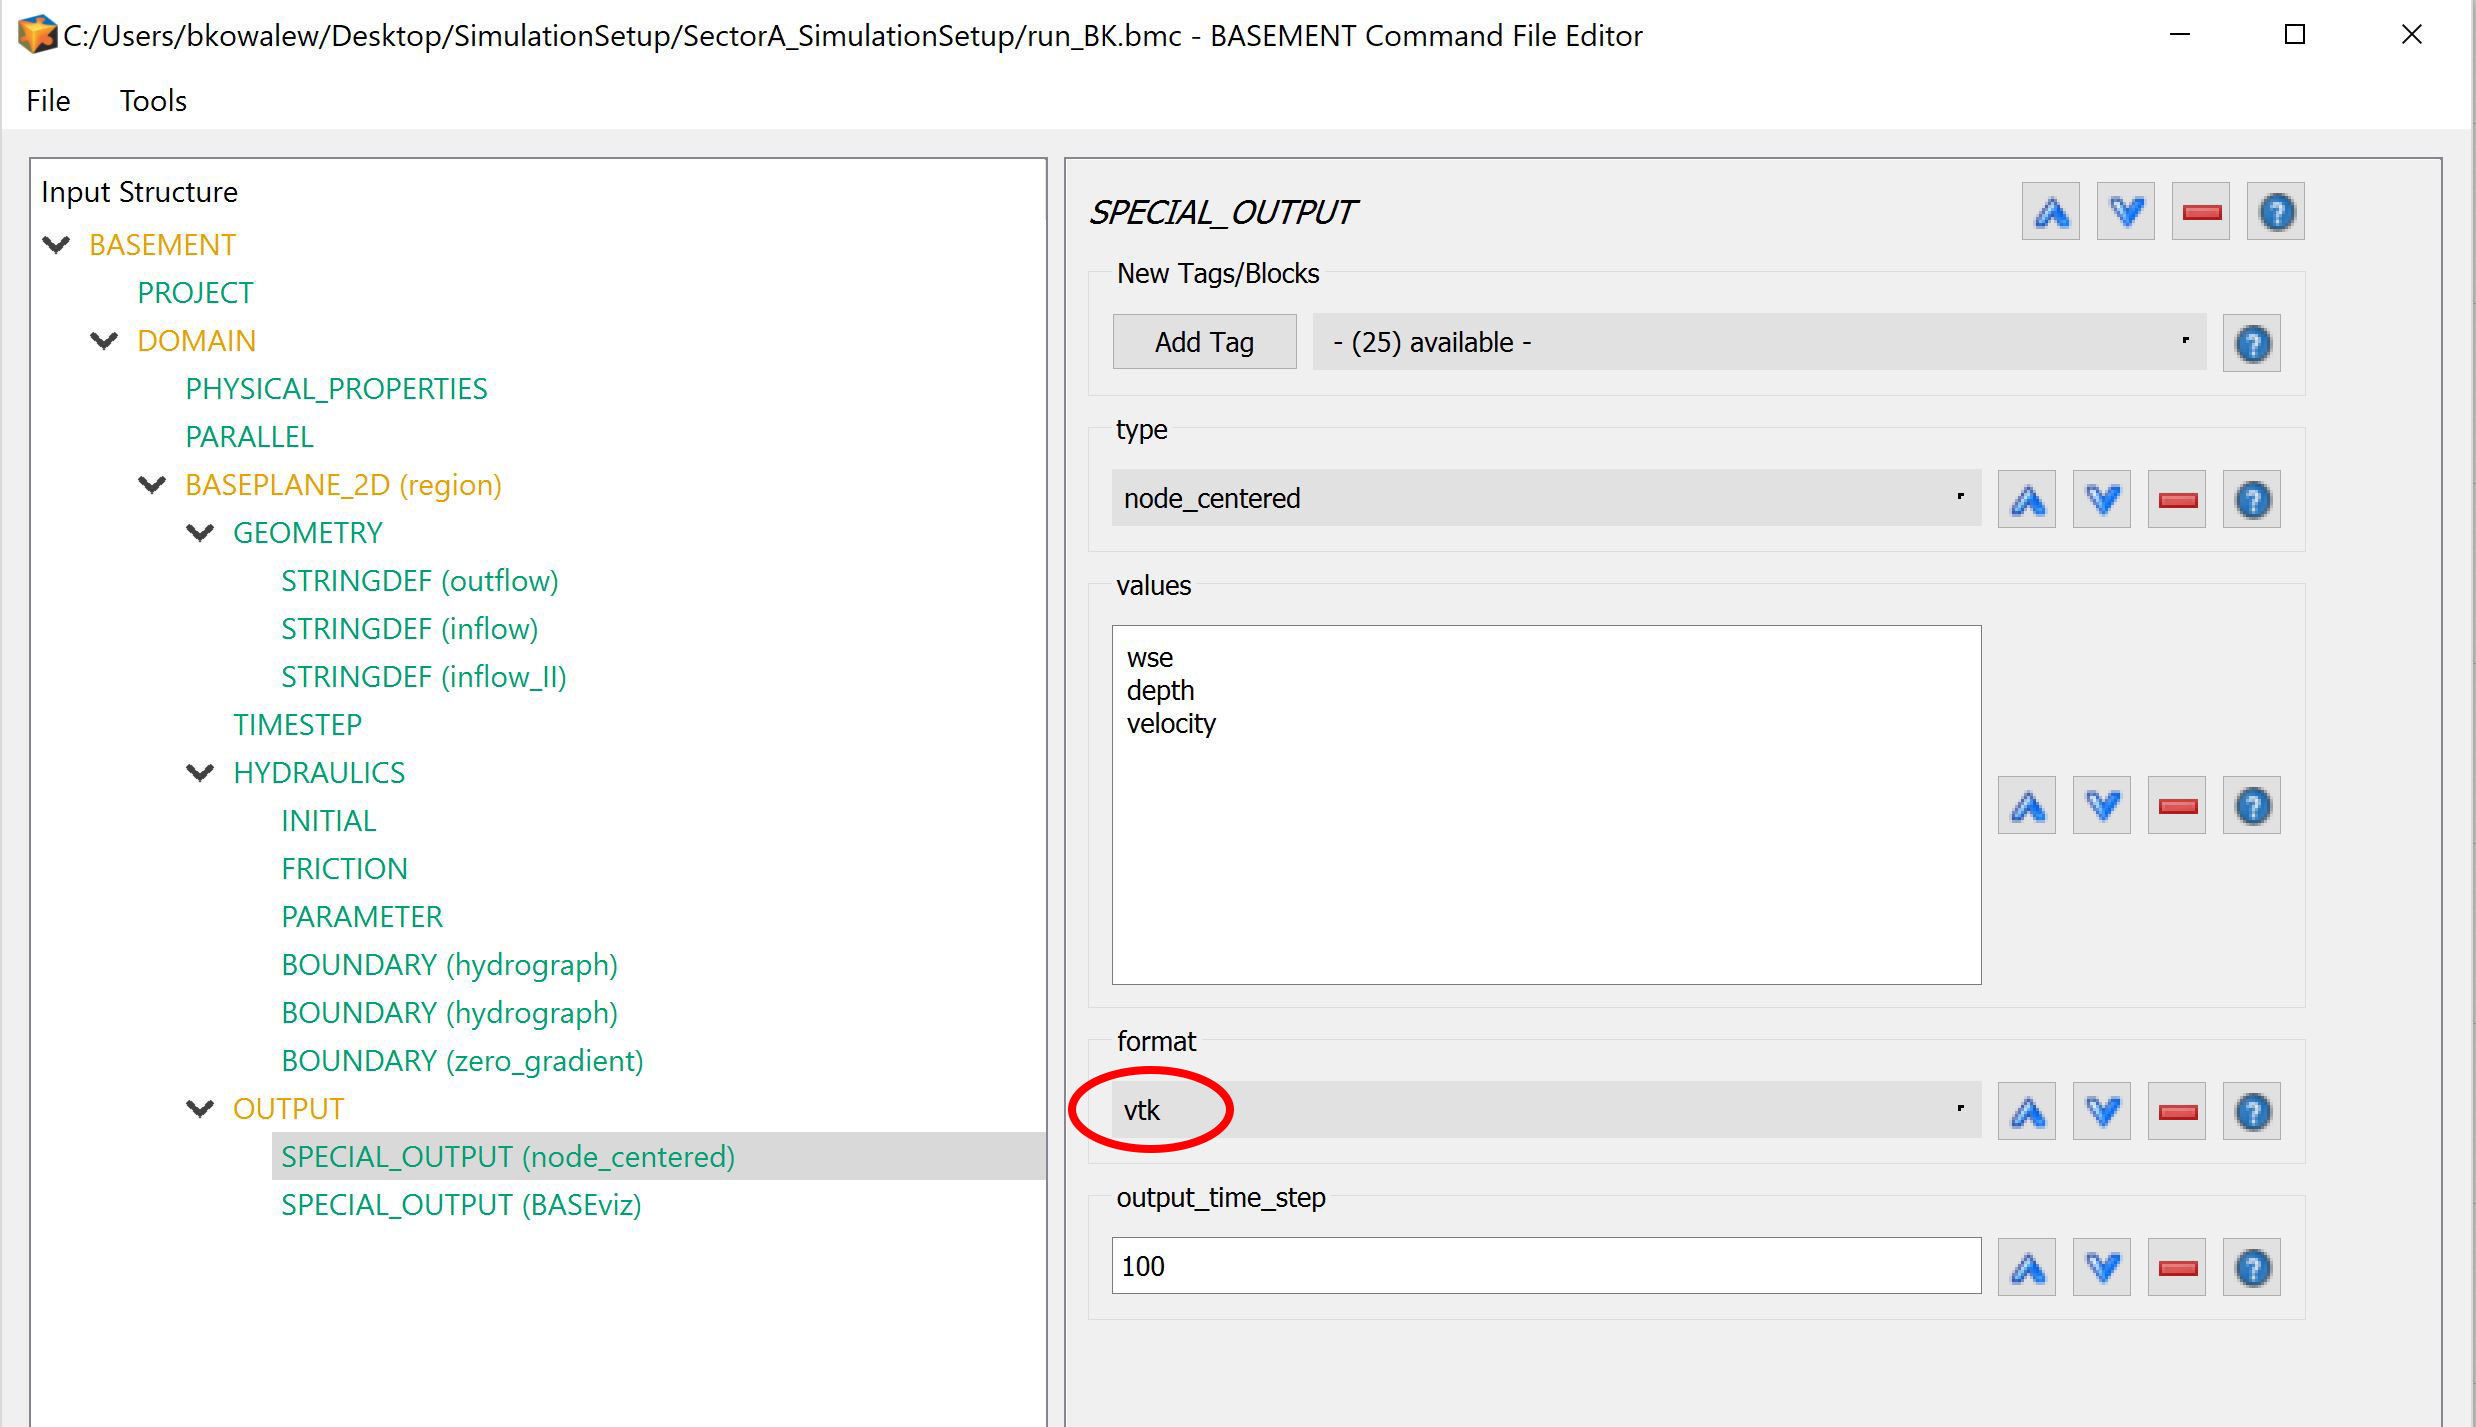 C:/Users/bkowalew/Desktop/SimulationSetup/SectorA_SimulationSetup/run_BK.bmc - BASEMENT Command File Editor
File Tools
Input Structure
BASEMENT
PROJECT
DOMAIN
PHYSICAL_PROPERTIES
PARALLEL
BASEPLANE_2D (region)
GEOMETRY
STRINGDEF (outflow)
STRINGDEF (inflow)
STRINGDEF (inflow_II)
TIMESTEP
HYDRAULICS
INITIAL
FRICTION
PARAMETER
BOUNDARY (hydrograph)
BOUNDARY (hydrograph)
BOUNDARY (zero_gradient)
OUTPUT
SPECIAL_OUTPUT (node_centered)
SPECIAL_OUTPUT (BASEviz)
SPECIAL_OUTPUT
New Tags/Blocks
Add Tag - (25) available -
type
node_centered
values
wse
depth
velocity
format
vtk
output_time_step
100